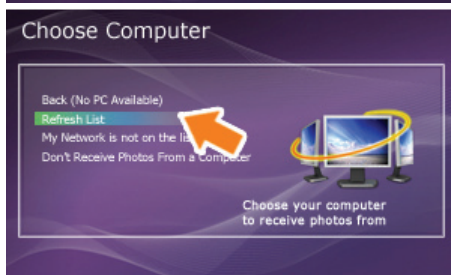 Choose Computer
Back (No PC Available)
Refresh List
My Network is not on the
Don't Receive Photos From a Computer
Choose your computer
to receive photos from